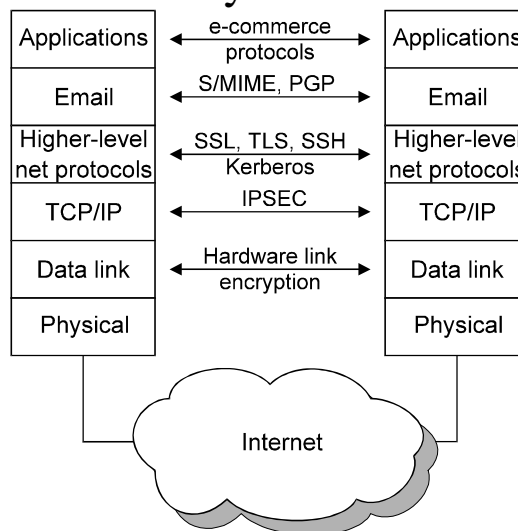 Applications
e-commerce
protocols
Applications
Email
S/MIME, PGP
Email
Higher-level
net protocols
SSL, TLS, SSH
Kerberos
Higher-level
net protocols
TCP/IP
IPSEC
TCP/IP
Data link
Hardware link
encryption
Data link
Physical
Physical
Internet